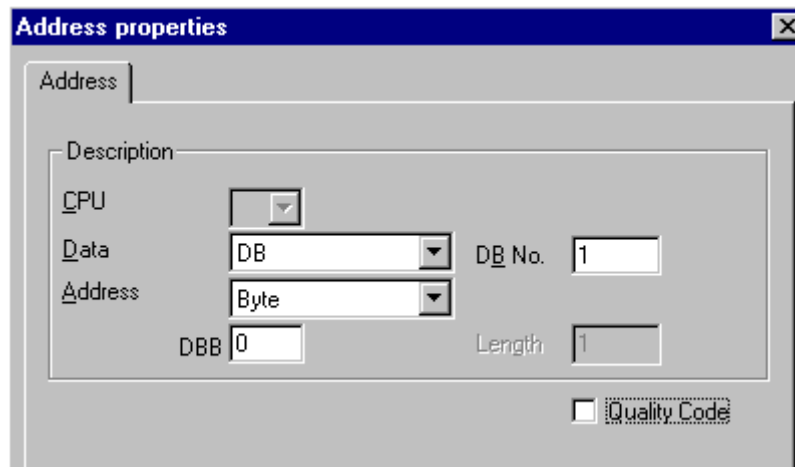 Address properties
Address
Description
CPU
Data DB DB No. 1
Address Byte
DBB 0 Length 1
Quality Code